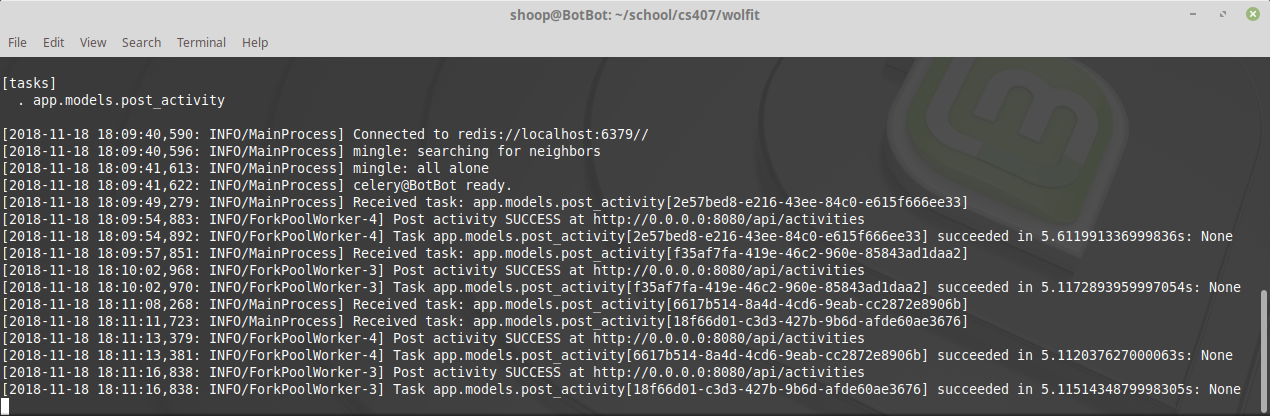 shoop@BotBot: ~/school/cs407/wolfit
File Edit View Search Terminal Help
[tasks]
  . app.models.post_activity
[2018-11-18 18:09:40,590: INFO/MainProcess] Connected to redis://localhost:6379//
[2018-11-18 18:09:40,596: INFO/MainProcess] mingle: searching for neighbors
[2018-11-18 18:09:41,613: INFO/MainProcess] mingle: all alone
[2018-11-18 18:09:41,622: INFO/MainProcess] celery@BotBot ready.
[2018-11-18 18:09:49,279: INFO/MainProcess] Received task: app.models.post_activity[2e57bed8-e216-43ee-84c0-e615f666ee33]
[2018-11-18 18:09:54,883: INFO/ForkPoolWorker-4] Post activity SUCCESS at http://0.0.0.0:8080/api/activities
[2018-11-18 18:09:54,892: INFO/ForkPoolWorker-4] Task app.models.post_activity[2e57bed8-e216-43ee-84c0-e615f666ee33] succeeded in 5.611991336999836s: None
[2018-11-18 18:09:57,851: INFO/MainProcess] Received task: app.models.post_activity[f35af7fa-419e-46c2-960e-85843ad1daa2]
[2018-11-18 18:10:02,968: INFO/ForkPoolWorker-3] Post activity SUCCESS at http://0.0.0.0:8080/api/activities
[2018-11-18 18:10:02,970: INFO/ForkPoolWorker-3] Task app.models.post_activity[f35af7fa-419e-46c2-960e-85843ad1daa2] succeeded in 5.1172893959997054s: None
[2018-11-18 18:11:08,268: INFO/MainProcess] Received task: app.models.post_activity[6617b514-8a4d-4cd6-9eab-cc2872e8906b]
[2018-11-18 18:11:11,723: INFO/MainProcess] Received task: app.models.post_activity[18f66d01-c3d3-427b-9b6d-afde60ae3676]
[2018-11-18 18:11:13,379: INFO/ForkPoolWorker-4] Post activity SUCCESS at http://0.0.0.0:8080/api/activities
[2018-11-18 18:11:13,381: INFO/ForkPoolWorker-4] Task app.models.post_activity[6617b514-8a4d-4cd6-9eab-cc2872e8906b] succeeded in 5.112037627000063s: None
[2018-11-18 18:11:16,838: INFO/ForkPoolWorker-3] Post activity SUCCESS at http://0.0.0.0:8080/api/activities
[2018-11-18 18:11:16,838: INFO/ForkPoolWorker-3] Task app.models.post_activity[18f66d01-c3d3-427b-9b6d-afde60ae3676] succeeded in 5.1151434879998305s: None